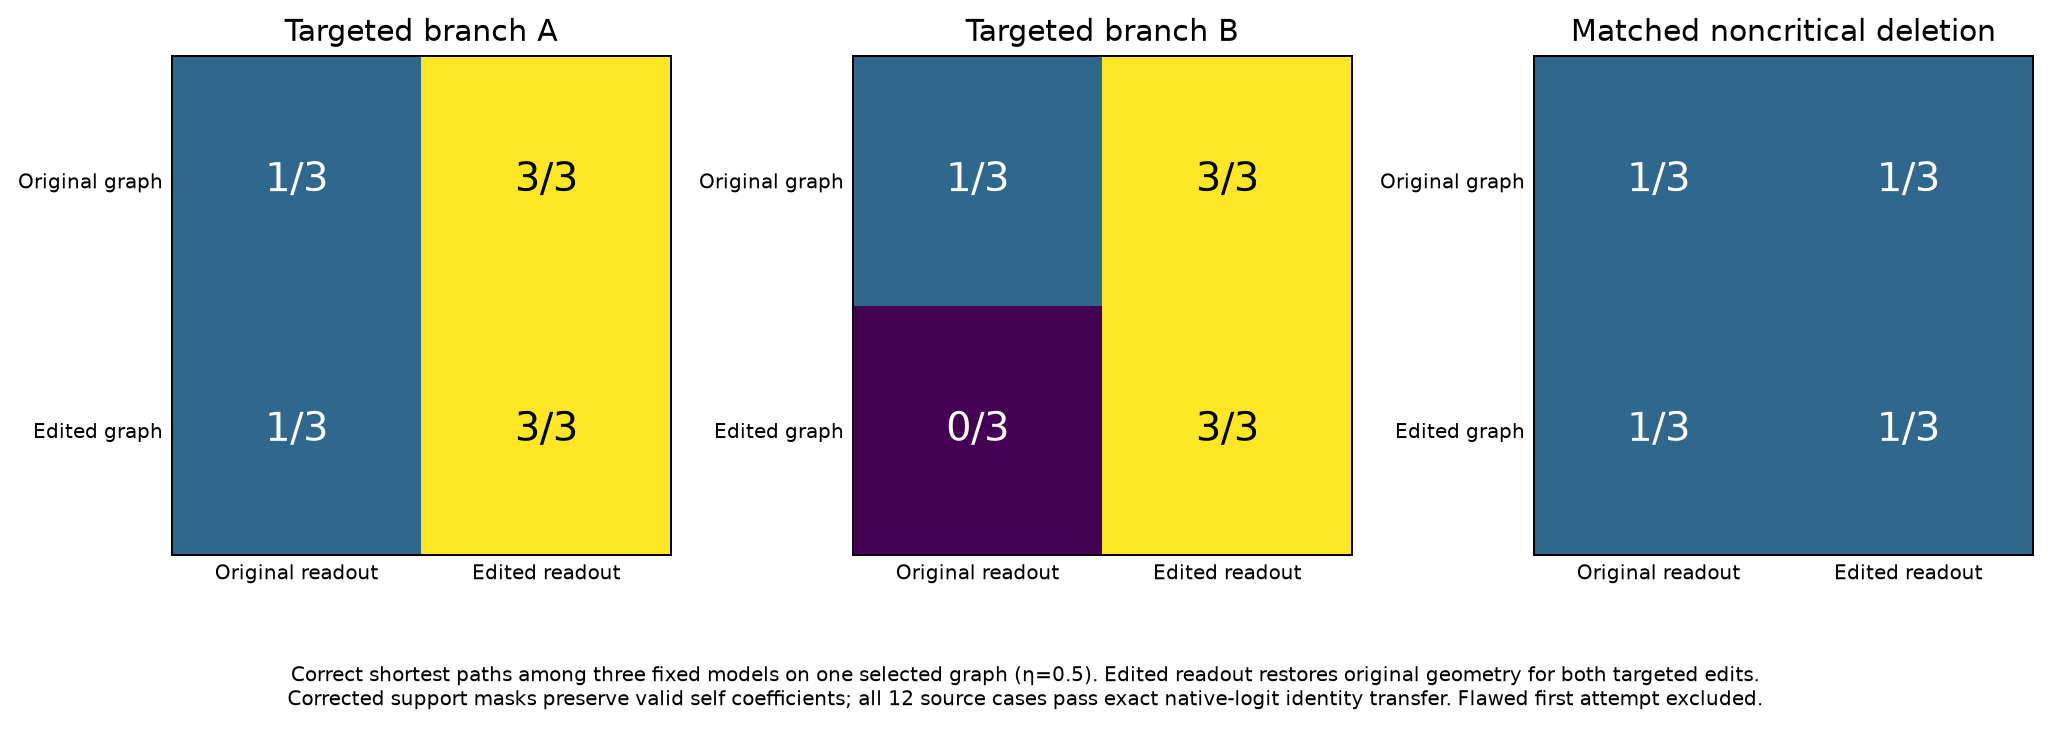 Targeted branch A
Targeted branch B
Matched noncritical deletion
Original graph
1/3
3/3
Original graph
1/3
3/3
Original graph
1/3
1/3
Edited graph
1/3
3/3
Edited graph
0/3
3/3
Edited graph
1/3
1/3
Original readout
Edited readout
Original readout
Edited readout
Original readout
Edited readout
Correct shortest paths among three fixed models on one selected graph (η=0.5). Edited readout restores original geometry for both targeted edits.
Corrected support masks preserve valid self coefficients; all 12 source cases pass exact native-logit identity transfer. Flawed first attempt excluded.